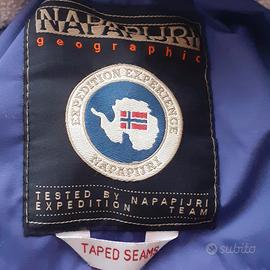 NAPAPIJRI
geographic
EXPEDITION EXPERIENCE
NAPAPIJRI
TESTED BY NAPAPIJRI
EXPEDITION TEAM
TAPED SEAMS
subito